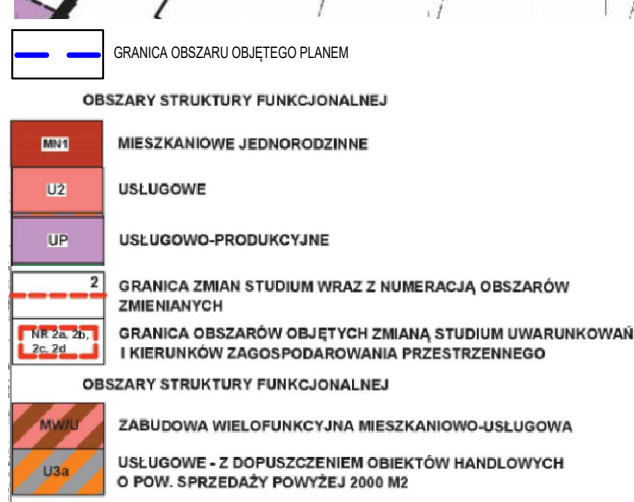 GRANICA OBSZARU OBJĘTEGO PLANEM
OBSZARY STRUKTURY FUNKCJONALNEJ
MN1 MIESZKANIOWE JEDNORODZINNE
U2 USŁUGOWE
UP USŁUGOWO-PRODUKCYJNE
2 GRANICA ZMIAN STUDIUM WRAZ Z NUMERACJĄ OBSZARÓW
ZMIENIANYCH
NR 2a, 2b, GRANICA OBSZARÓW OBJĘTYCH ZMIANĄ STUDIUM UWARUNKOWAŃ
2c, 2d I KIERUNKÓW ZAGOSPODAROWANIA PRZESTRZENNEGO
OBSZARY STRUKTURY FUNKCJONALNEJ
MW/U ZABUDOWA WIELOFUNKCYJNA MIESZKANIOWO-USŁUGOWA
U3a USŁUGOWE - Z DOPUSZCZENIEM OBIEKTÓW HANDLOWYCH
O POW. SPRZEDAŻY POWYŻEJ 2000 M2